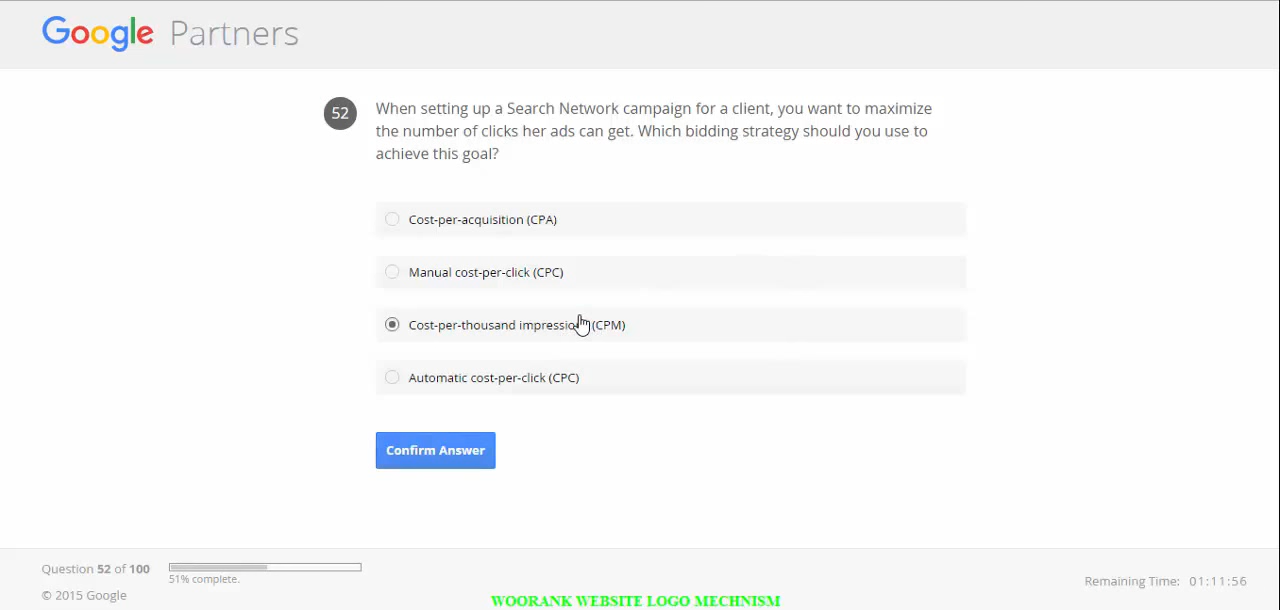 Google Partners
52
When setting up a Search Network campaign for a client, you want to maximize
the number of clicks her ads can get. Which bidding strategy should you use to
achieve this goal?
Cost-per-acquisition (CPA)
Manual cost-per-click (CPC)
Cost-per-thousand impressions (CPM)
Automatic cost-per-click (CPC)
Confirm Answer
Question 52 of 100
51% complete.
© 2015 Google
Remaining Time: 01:11:56
WOORANK WEBSITE LOGO MECHNISM